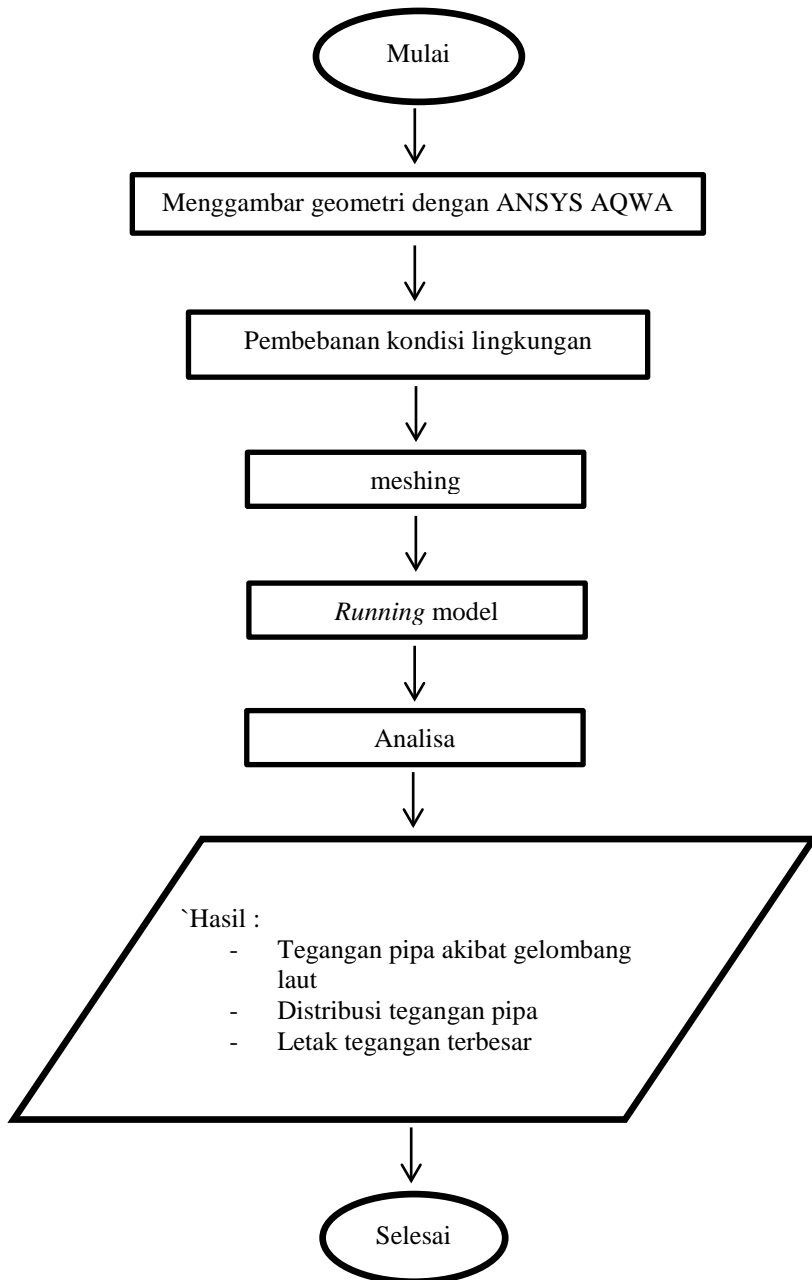 Mulai
Menggambar geometri dengan ANSYS AQWA
Pembebanan kondisi lingkungan
meshing
Running model
Analisa
`Hasil :
- Tegangan pipa akibat gelombang
laut
- Distribusi tegangan pipa
- Letak tegangan terbesar
Selesai